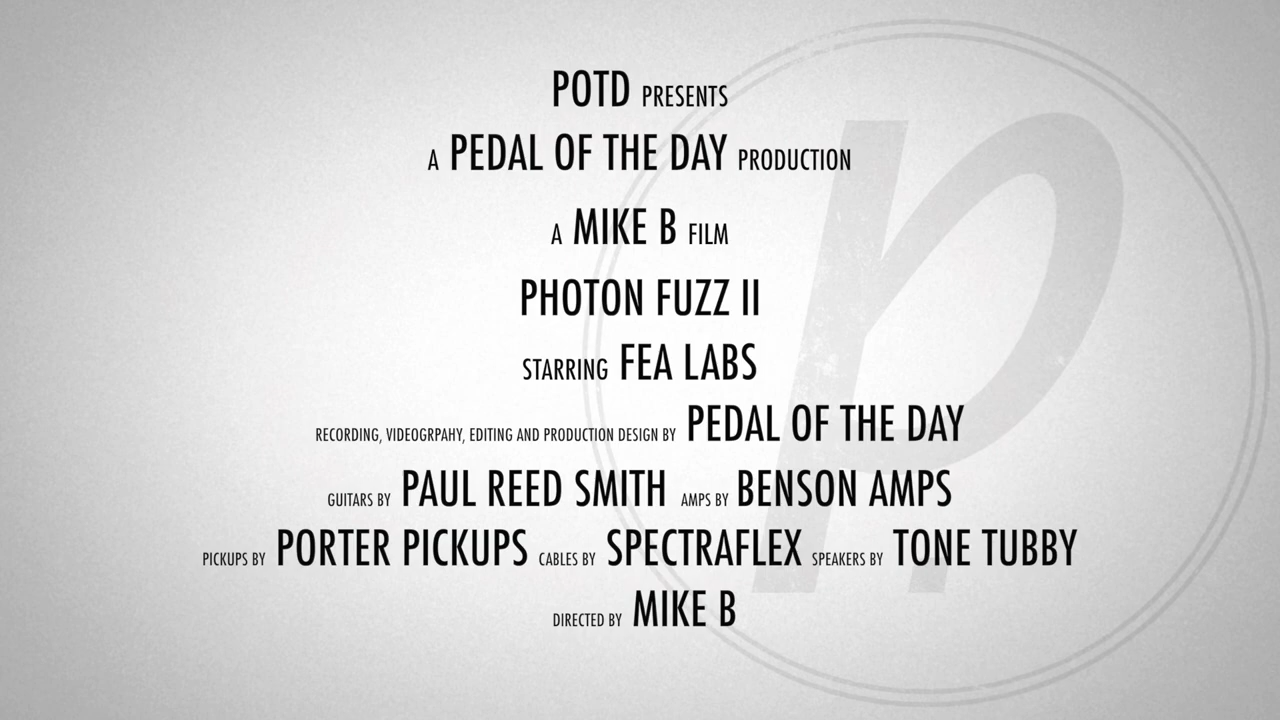 POTD PRESENTS
A PEDAL OF THE DAY PRODUCTION
A MIKE B FILM
PHOTON FUZZ II
STARRING FEA LABS
RECORDING, VIDEOGRPAHY, EDITING AND PRODUCTION DESIGN BY PEDAL OF THE DAY
GUITARS BY PAUL REED SMITH AMPS BY BENSON AMPS
PICKUPS BY PORTER PICKUPS CABLES BY SPECTRAFLEX SPEAKERS BY TONE TUBBY
DIRECTED BY MIKE B